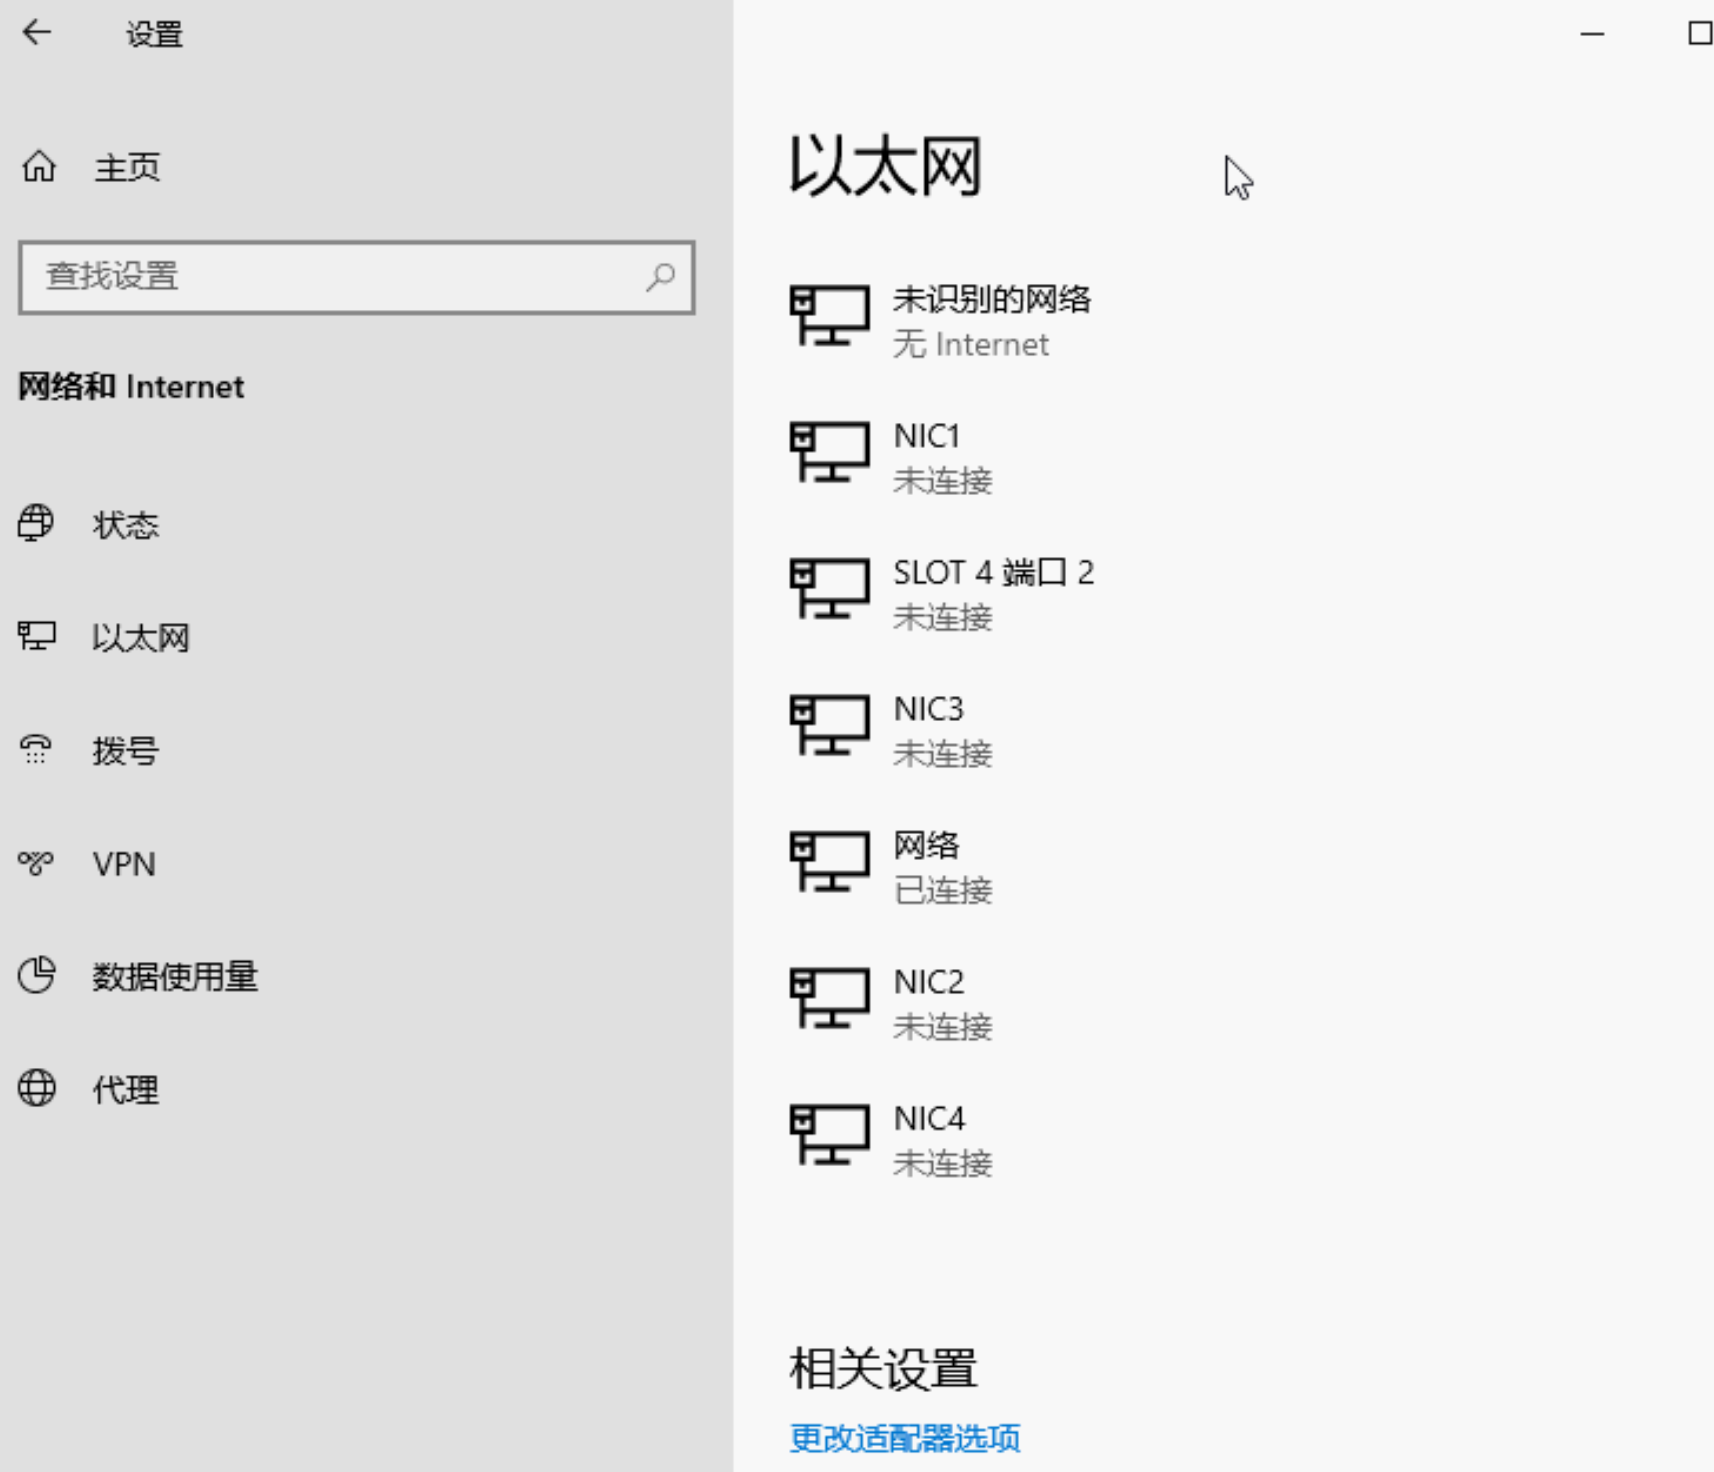 设置
主页
查找设置
网络和 Internet
状态
以太网
拨号
VPN
数据使用量
代理
以太网
未识别的网络
无 Internet
NIC1
未连接
SLOT 4 端口 2
未连接
NIC3
未连接
网络
已连接
NIC2
未连接
NIC4
未连接
相关设置
更改适配器选项